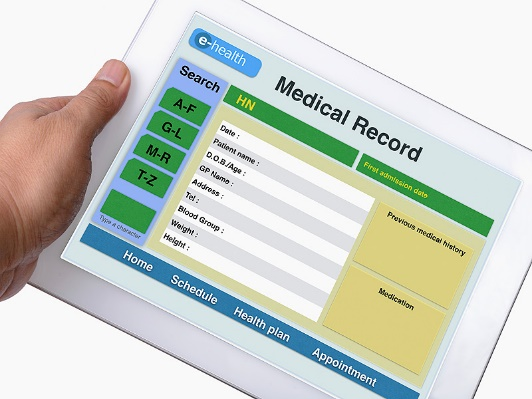 e-health
Medical Record
Search
A-F
G-L
M-R
T-Z
Type a character
HN
First admission date
Date :
Patient name :
D.O.B./Age :
GP Name :
Address :
Tel :
Blood Group :
Weight :
Height :
Previous medical history
Medication
Home
Schedule
Health plan
Appointment